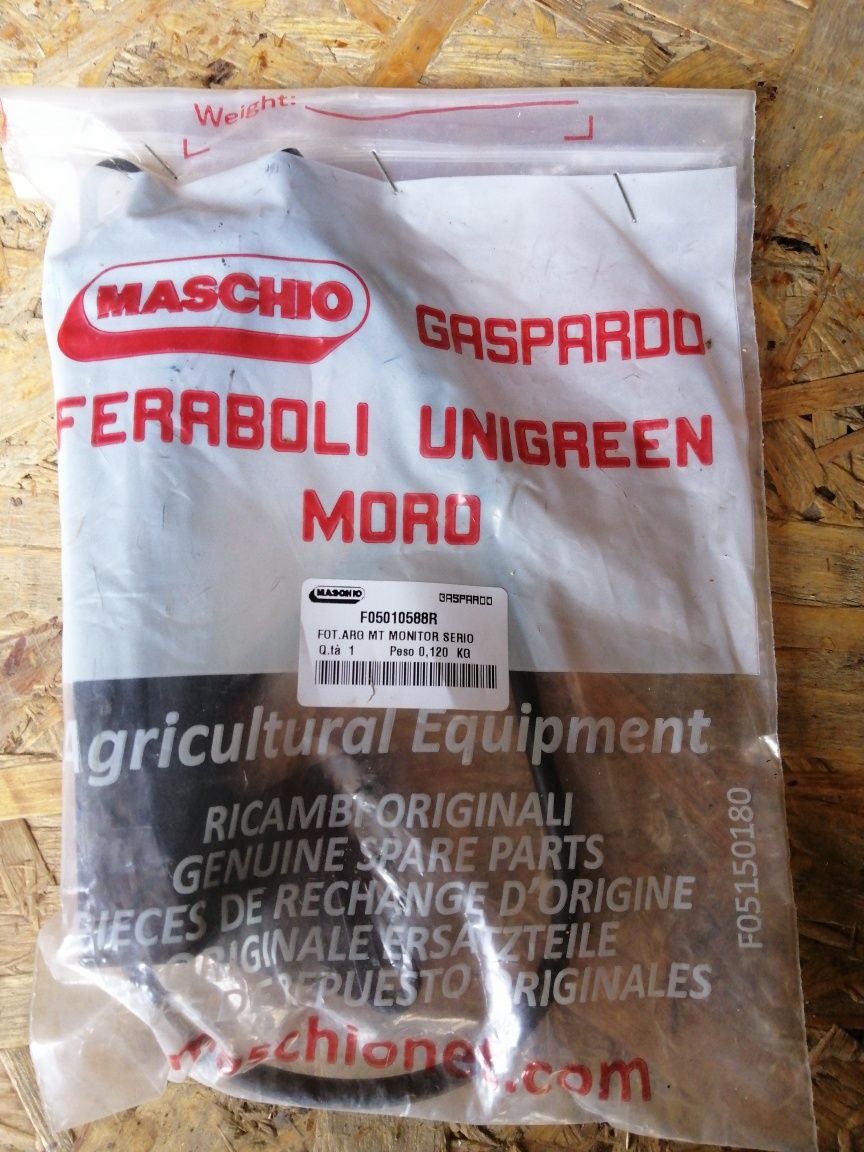 Weight:
MASCHIO GASPARDO
FERABOLI UNIGREEN
MORO
MASCHIO GASPARDO
F05010588R
FOT.ARG MT MONITOR SERIO
Q.tà 1 Peso 0,120 KG
Agricultural Equipment
RICAMBI ORIGINALI
GENUINE SPARE PARTS
PIECES DE RECHANGE D'ORIGINE
ORIGINALE ERSATZTEILE
DE REPUESTO ORIGINALES
maschionet.com
F05150180